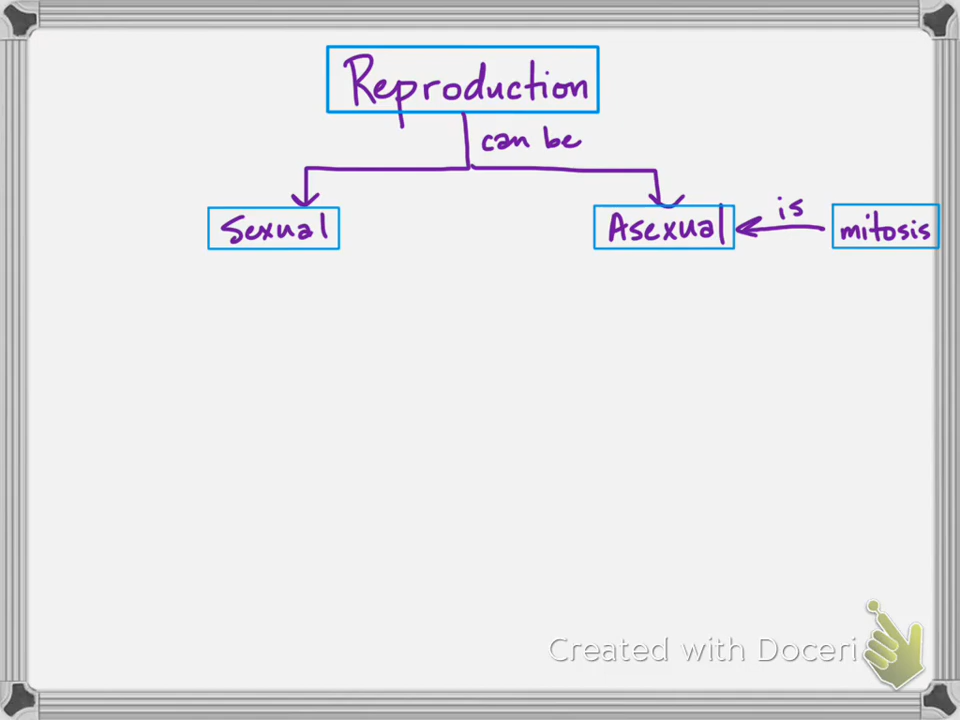 Reproduction
can be
Sexual
Asexual
is
mitosis
Created with Doceri